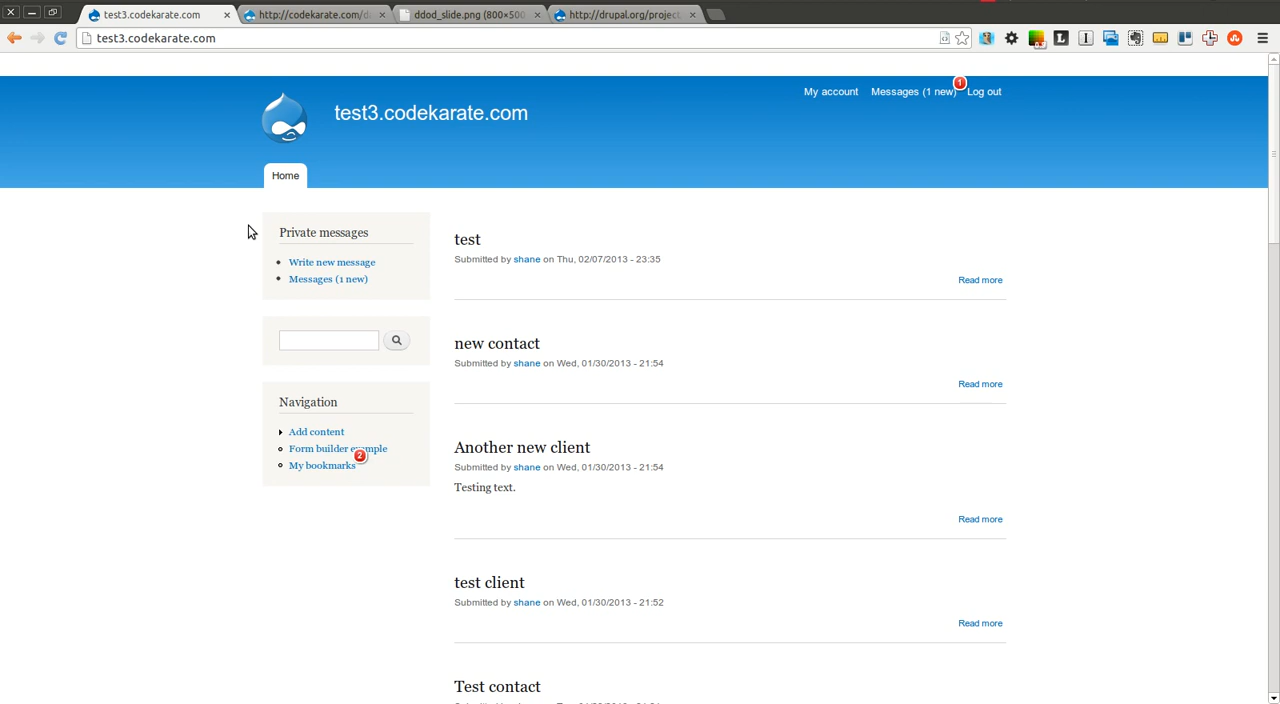 test3.codekarate.com
http://codekarate.com/d
ddod_slide.png (800×500
http://drupal.org/project
test3.codekarate.com
My account
Messages (1 new)
1
Log out
test3.codekarate.com
Home
Private messages
Write new message
Messages (1 new)
Navigation
Add content
Form builder example
2
My bookmarks
test
Submitted by shane on Thu, 02/07/2013 - 23:35
Read more
new contact
Submitted by shane on Wed, 01/30/2013 - 21:54
Read more
Another new client
Submitted by shane on Wed, 01/30/2013 - 21:54
Testing text.
Read more
test client
Submitted by shane on Wed, 01/30/2013 - 21:52
Read more
Test contact